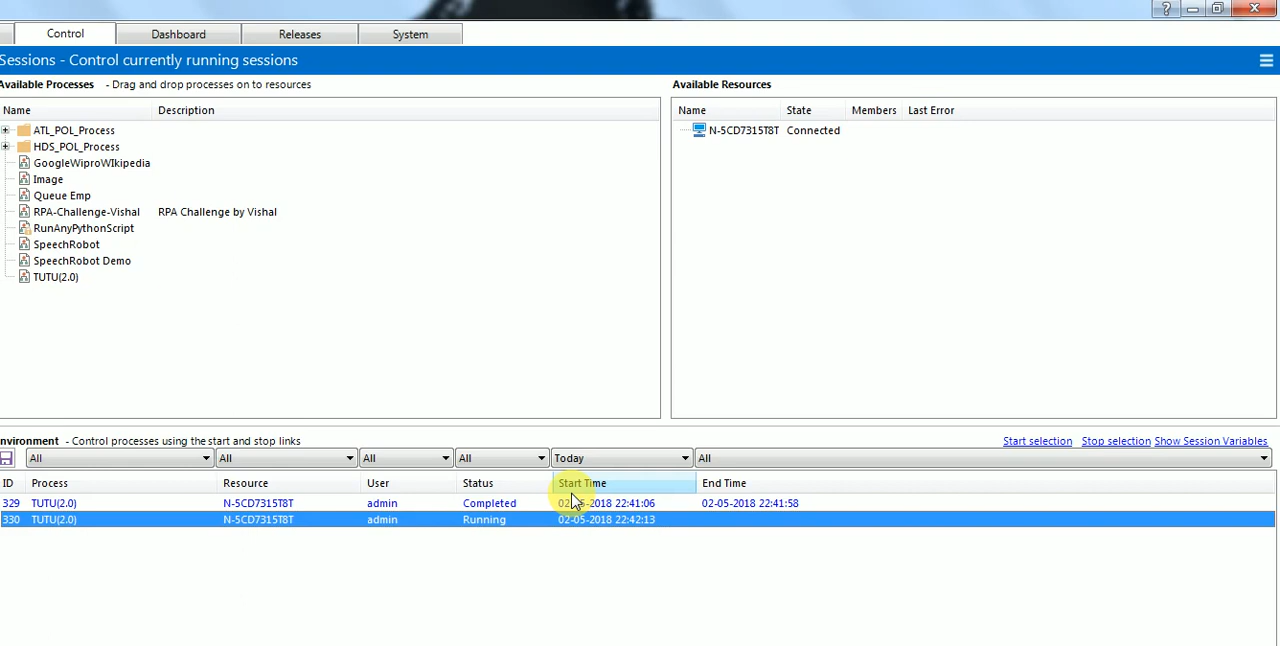 Control Dashboard Releases System
Sessions - Control currently running sessions
Available Processes - Drag and drop processes on to resources
Name Description
ATL_POL_Process
HDS_POL_Process
GoogleWiproWIkipedia
Image
Queue Emp
RPA-Challenge-Vishal RPA Challenge by Vishal
RunAnyPythonScript
SpeechRobot
SpeechRobot Demo
TUTU(2.0)
Available Resources
Name State Members Last Error
N-5CD7315T8T Connected
nvironment - Control processes using the start and stop links
Start selection Stop selection Show Session Variables
All All All All Today All
ID Process Resource User Status Start Time End Time
329 TUTU(2.0) N-5CD7315T8T admin Completed 02-05-2018 22:41:06 02-05-2018 22:41:58
330 TUTU(2.0) N-5CD7315T8T admin Running 02-05-2018 22:42:13